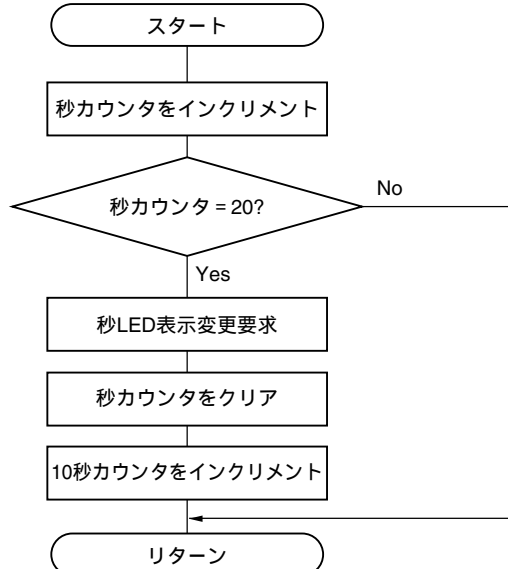 スタート
秒カウンタをインクリメント
秒カウンタ = 20?
No
Yes
秒LED表示変更要求
秒カウンタをクリア
10秒カウンタをインクリメント
リターン